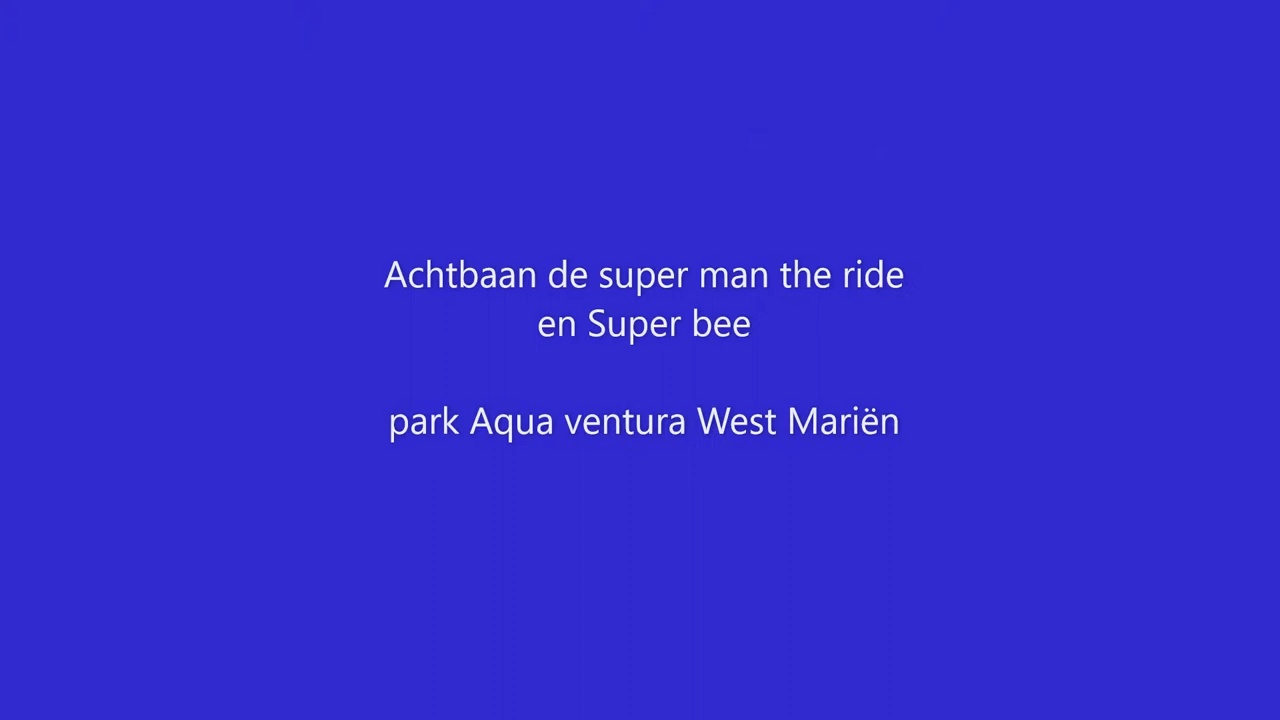 Achtbaan de super man the ride
en Super bee
park Aqua ventura West Mariën